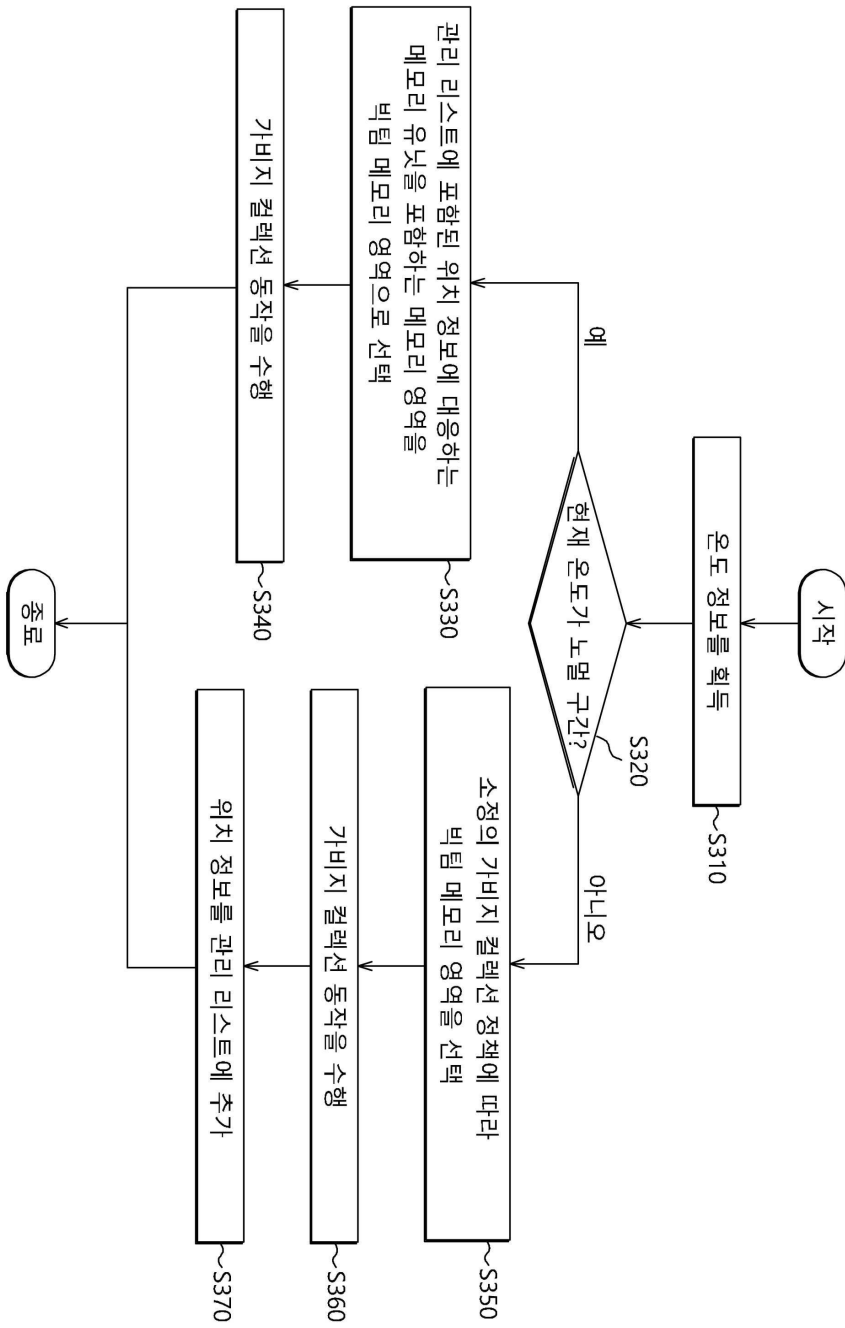 시작
온도 정보를 획득
S310
현재 온도가 노멀 구간?
S320
예
아니오
관리 리스트에 포함된 위치 정보에 대응하는
메모리 유닛을 포함하는 메모리 영역을
빅팀 메모리 영역으로 선택
S330
가비지 컬렉션 동작을 수행
S340
소정의 가비지 컬렉션 정책에 따라
빅팀 메모리 영역을 선택
S350
가비지 컬렉션 동작을 수행
S360
위치 정보를 관리 리스트에 추가
S370
종료